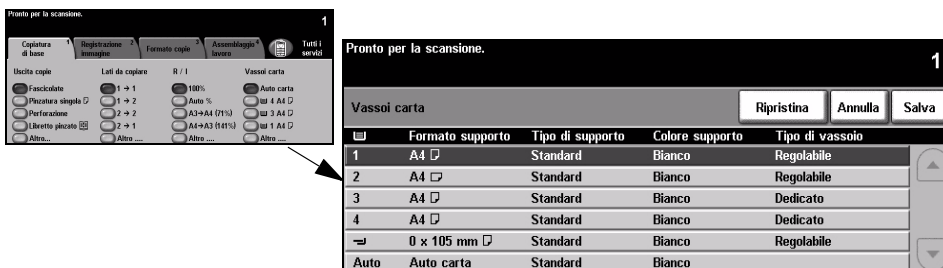 Pronto per la scansione.
1
Copiatura di base 1
Registrazione immagine 2
Formato copie 3
Assemblaggio lavoro 4
Tutti i servizi
Uscita copie Lati da copiare R / I Vassoi carta
Fascicolate 1 → 1 100% Auto carta
Pinzatura singola 1 → 2 Auto % 4 A4
Perforazione 2 → 2 A3→A4 (71%) 3 A4
Libretto pinzato 2 → 1 A4→A3 (141%) 1 A4
Altro... Altro .... Altro .... Altro ....
Pronto per la scansione.
1
Vassoi carta Ripristina Annulla Salva
Formato supporto Tipo di supporto Colore supporto Tipo di vassoio
1 A4 Standard Bianco Regolabile
2 A4 Standard Bianco Regolabile
3 A4 Standard Bianco Dedicato
4 A4 Standard Bianco Dedicato
0 x 105 mm Standard Bianco Regolabile
Auto Auto carta Standard Bianco